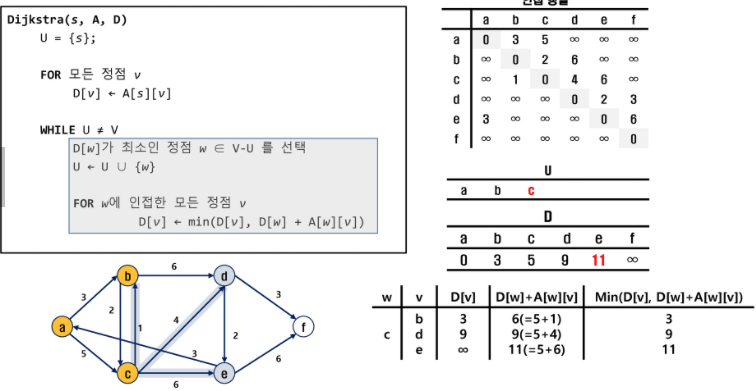 Dijkstra(s, A, D)
U = {s};
FOR 모든 정점 v
D[v] ← A[s][v]
WHILE U ≠ V
D[w]가 최소인 정점 w ∈ V-U 를 선택
U ← U ∪ {w}
FOR w에 인접한 모든 정점 v
D[v] ← min(D[v], D[w] + A[w][v])
a b c d e f
a 0 3 5 ∞ ∞ ∞
b ∞ 0 2 6 ∞ ∞
c ∞ 1 0 4 6 ∞
d ∞ ∞ ∞ 0 2 3
e 3 ∞ ∞ ∞ 0 6
f ∞ ∞ ∞ ∞ ∞ 0
U
a b c
D
a b c d e f
0 3 5 9 11 ∞
6
b d
3 2 4 3
a 1 2 f
5 3 6
c e
6
w v D[v] D[w]+A[w][v] Min(D[v], D[w]+A[w][v])
b 3 6(=5+1) 3
c d 9 9(=5+4) 9
e ∞ 11(=5+6) 11